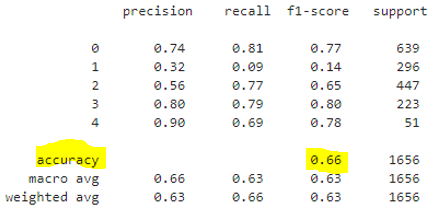 precision recall f1-score support
0 0.74 0.81 0.77 639
1 0.32 0.09 0.14 296
2 0.56 0.77 0.65 447
3 0.80 0.79 0.80 223
4 0.90 0.69 0.78 51
accuracy 0.66 1656
macro avg 0.66 0.63 0.63 1656
weighted avg 0.63 0.66 0.63 1656